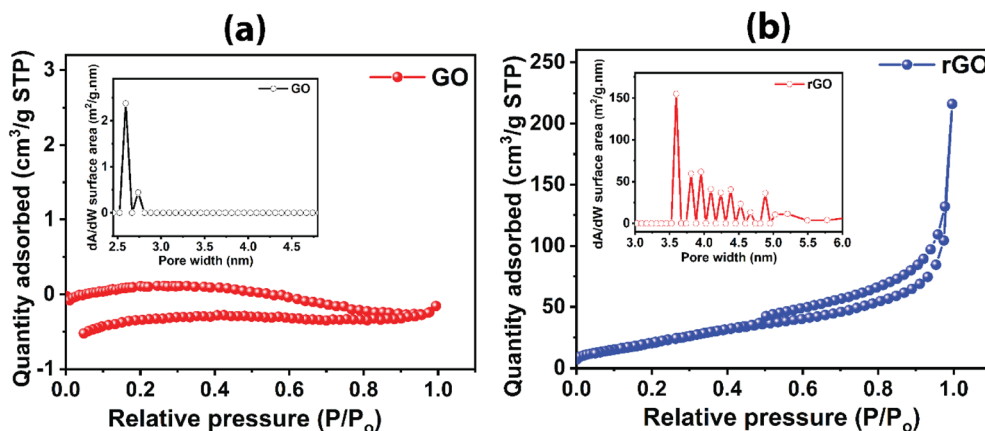 (a)
Quantity adsorbed (cm³/g STP)
3
2
1
0
-1
0.0 0.2 0.4 0.6 0.8 1.0
Relative pressure (P/Pₒ)
GO
dA/dW surface area (m²/g.nm)
2
1
0
2.5 3.0 3.5 4.0 4.5
Pore width (nm)
GO
(b)
Quantity adsorbed (cm³/g STP)
250
200
150
100
50
0
0.0 0.2 0.4 0.6 0.8 1.0
Relative pressure (P/Pₒ)
rGO
dA/dW surface area (m²/g.nm)
150
100
50
0
3.0 3.5 4.0 4.5 5.0 5.5 6.0
Pore width (nm)
rGO